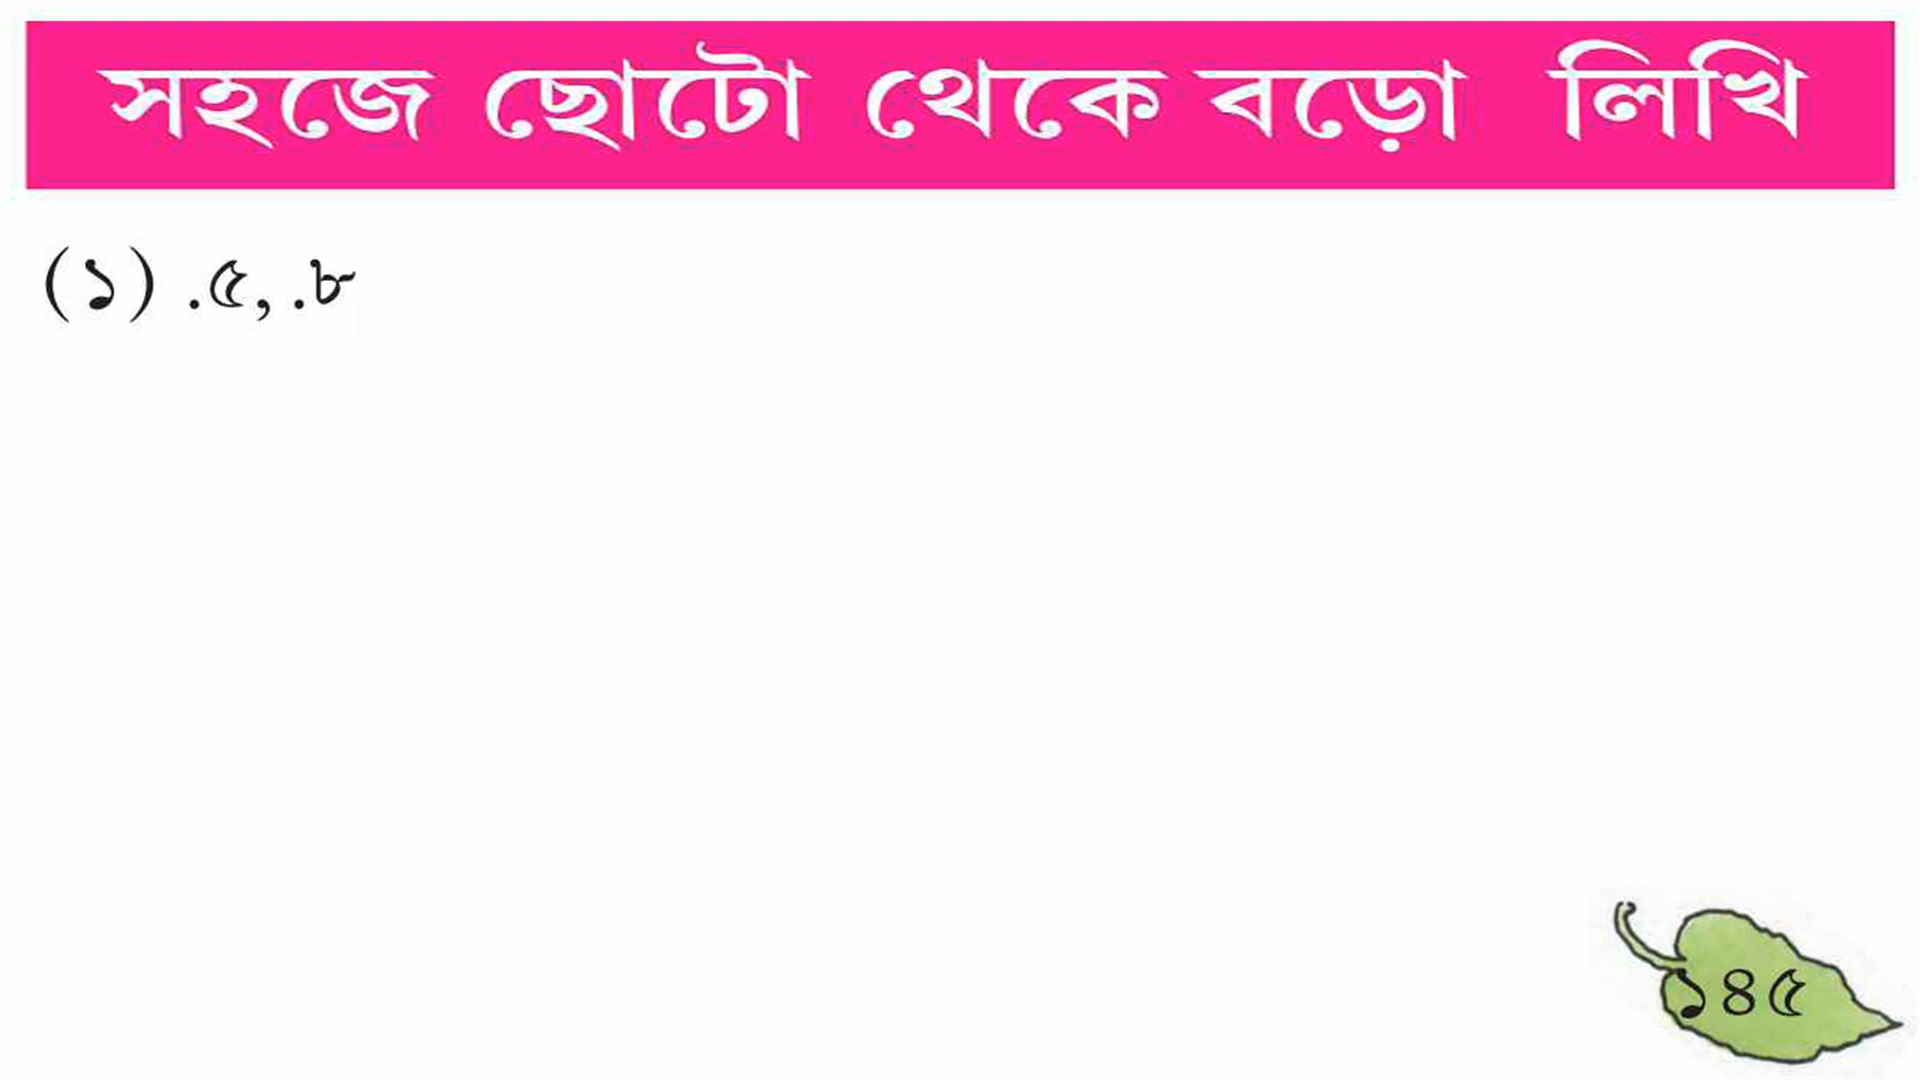 সহজে ছোটো থেকে বড়ো লিখি
(১) .৫, .৮
১৪৫